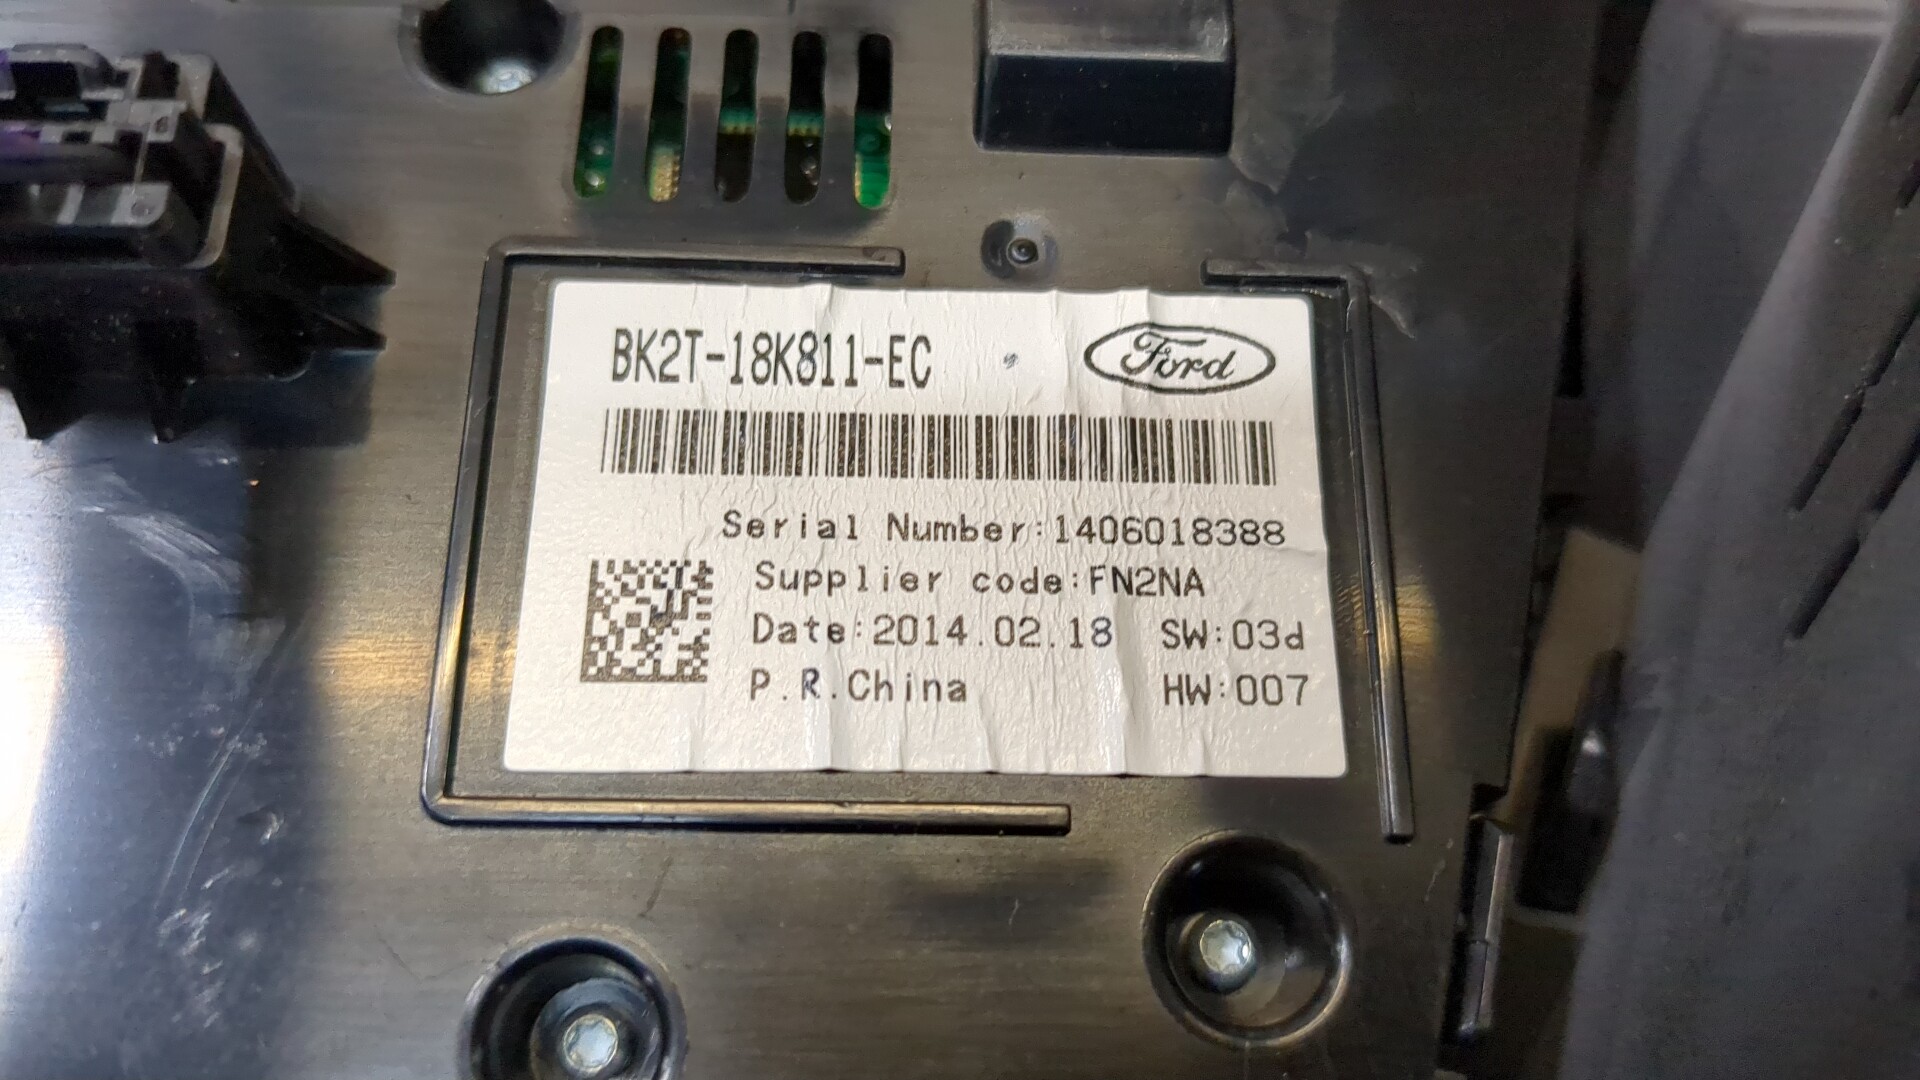 BK2T-18K811-EC
Ford
Serial Number:1406018388
Supplier code:FN2NA
Date:2014.02.18 SW:03d
P.R.China HW:007